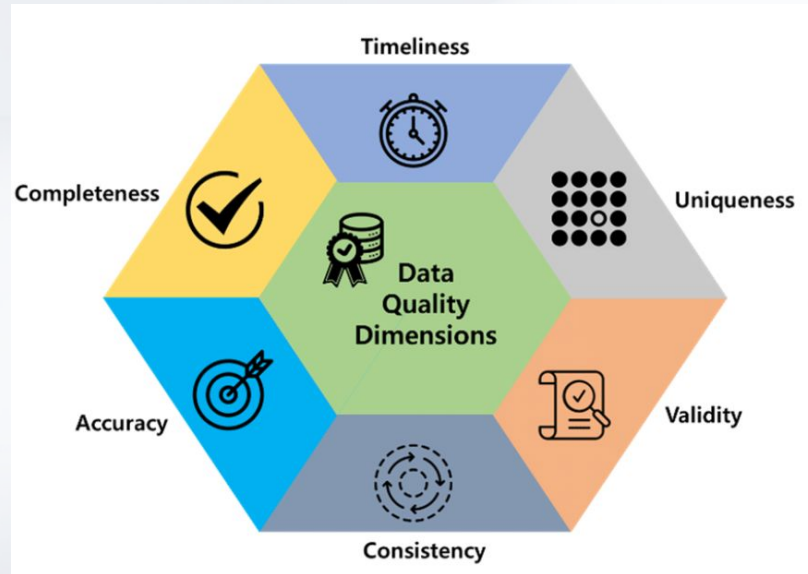 Timeliness
Completeness
Uniqueness
Data
Quality
Dimensions
Accuracy
Validity
Consistency